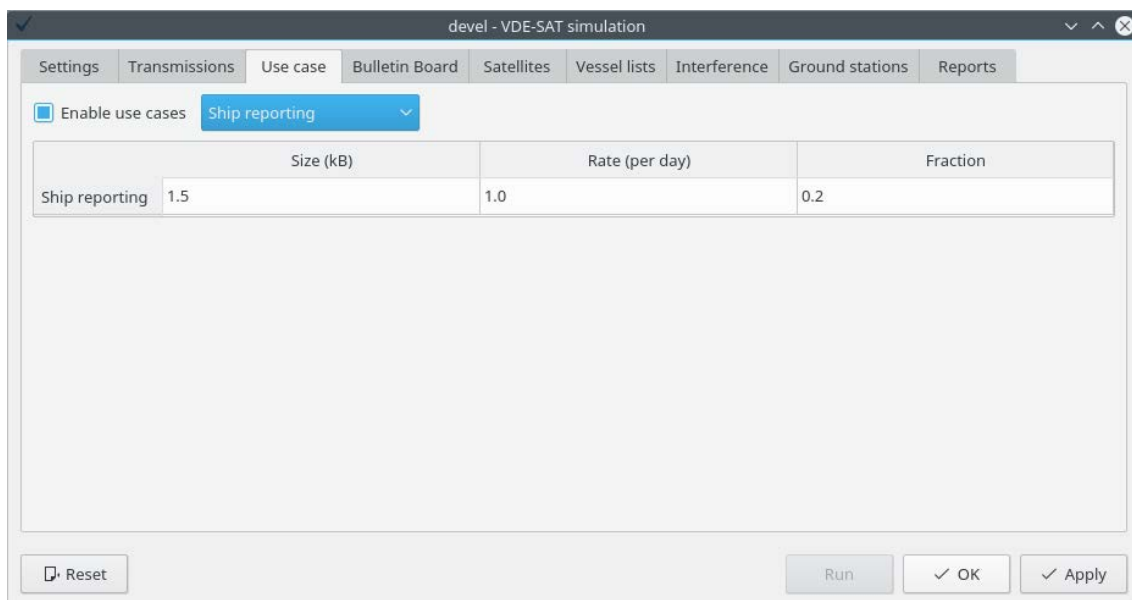 devel - VDE-SAT simulation
Settings Transmissions Use case Bulletin Board Satellites Vessel lists Interference Ground stations Reports
Enable use cases Ship reporting
Size (kB) Rate (per day) Fraction
Ship reporting 1.5 1.0 0.2
Reset Run OK Apply